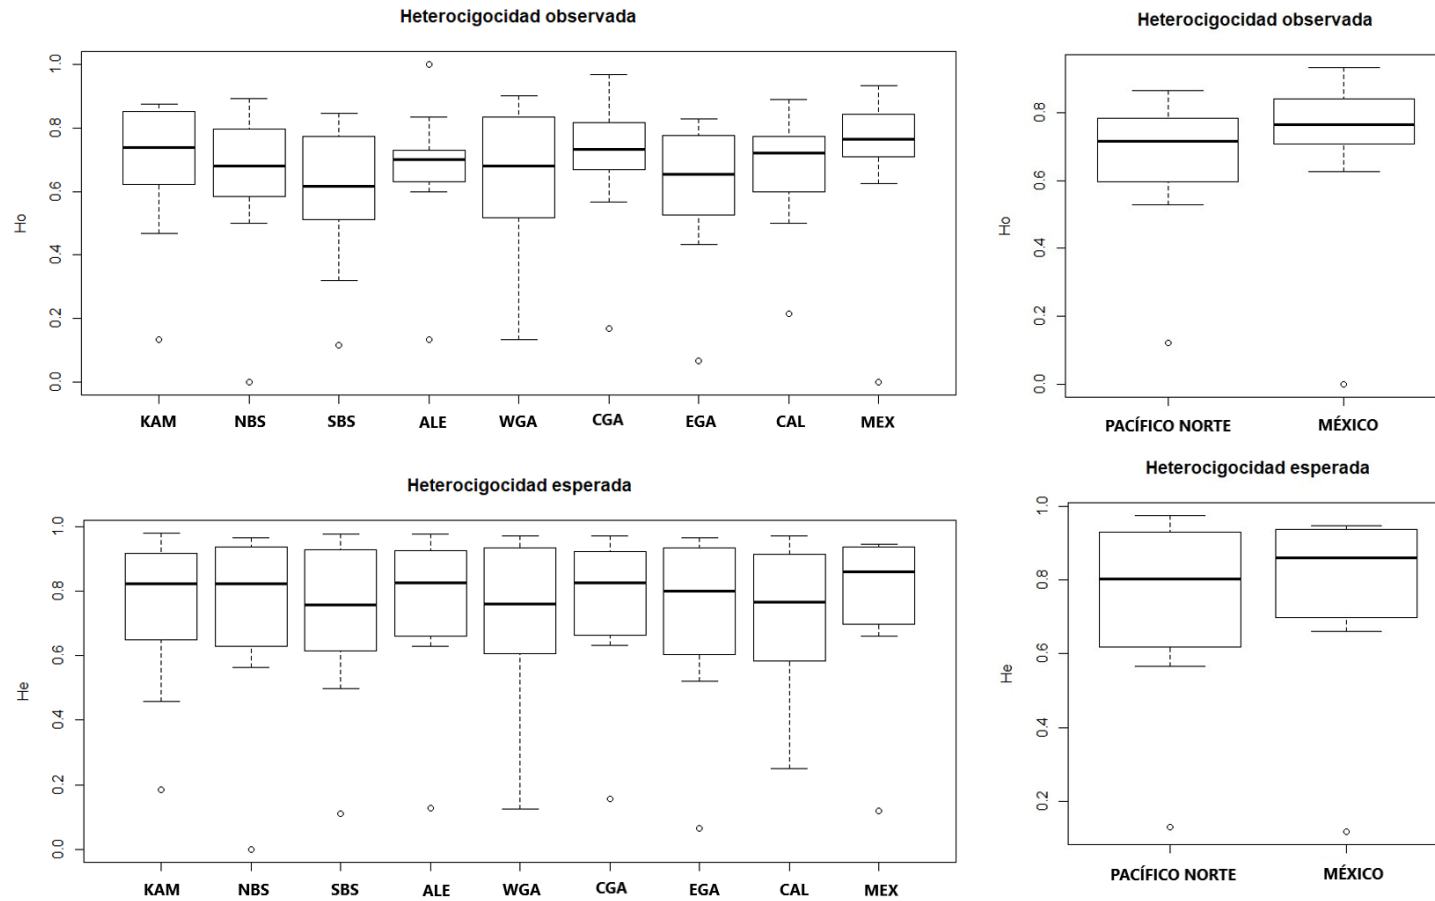 Heterocigocidad observada
Ho
0.0 0.2 0.4 0.6 0.8 1.0
KAM NBS SBS ALE WGA CGA EGA CAL MEX
Heterocigocidad observada
Ho
0.0 0.2 0.4 0.6 0.8
PACÍFICO NORTE MÉXICO
Heterocigocidad esperada
He
0.0 0.2 0.4 0.6 0.8 1.0
KAM NBS SBS ALE WGA CGA EGA CAL MEX
Heterocigocidad esperada
He
0.2 0.4 0.6 0.8 1.0
PACÍFICO NORTE MÉXICO